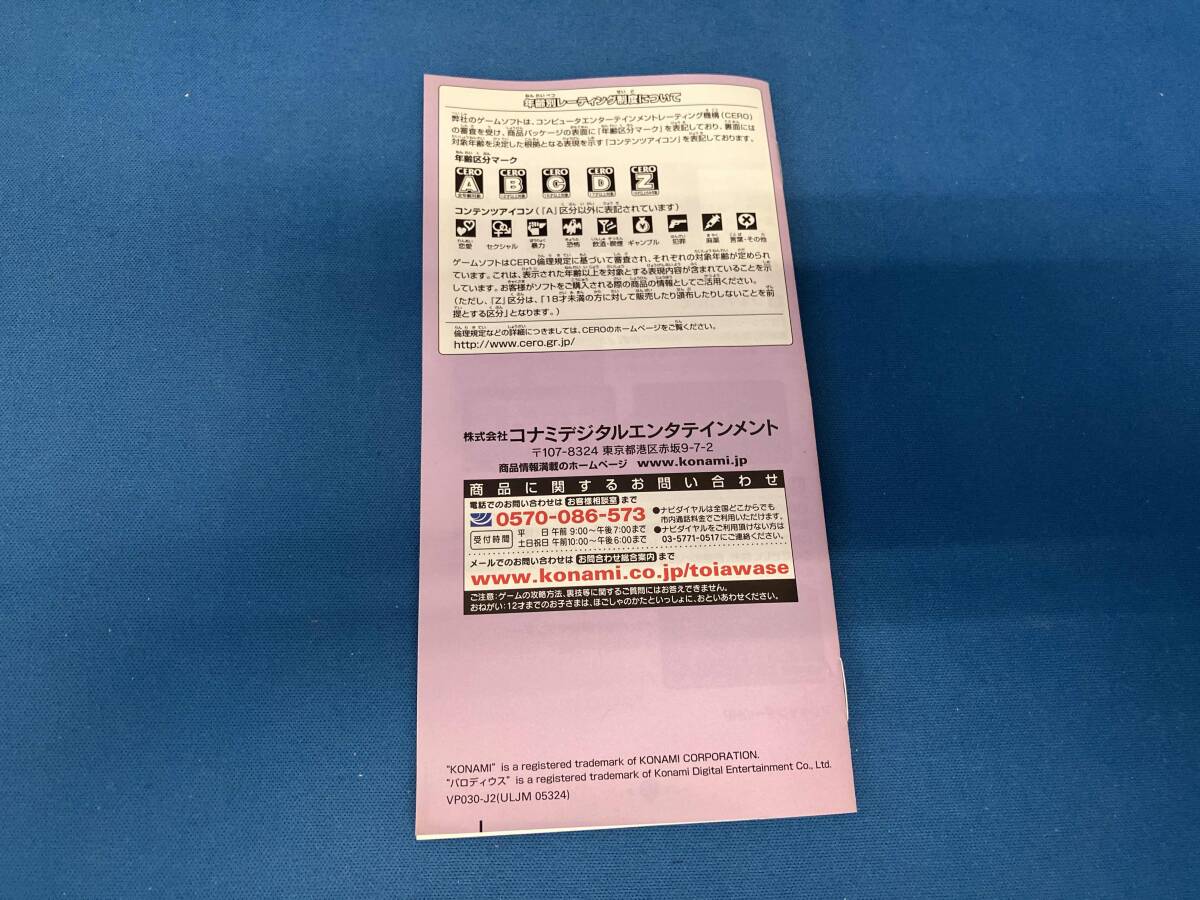 年齢別レーティング制度について
弊社のゲームソフトは、コンピュータエンターテインメントレーティング機構（CERO）
の審査を受け、商品パッケージの表面に「年齢区分マーク」を表記しており、裏面には
対象年齢を決定した根拠となる表現を示す「コンテンツアイコン」を表記しております。
年齢区分マーク
CERO CERO CERO CERO CERO
A B C D Z
コンテンツアイコン（「A」区分以外に表記されています）
恋愛 セクシャル 暴力 恐怖 飲酒・喫煙 ギャンブル 犯罪 麻薬 言葉・その他
ゲームソフトはCERO倫理規定に基づいて審査され、それぞれの対象年齢が定められ
ています。これは、表示された年齢以上を対象とする表現内容が含まれていることを示
しています。お客様がソフトをご購入される際の商品の情報としてご活用ください。
（ただし、「Z」区分は、「18才未満の方に対して販売したり頒布したりしないことを前
提とする区分」となります。）
倫理規定などの詳細につきましては、CEROのホームページをご覧ください。
http://www.cero.gr.jp/
株式会社コナミデジタルエンタテインメント
〒107-8324 東京都港区赤坂9-7-2
商品情報満載のホームページ www.konami.jp
商品に関するお問い合わせ
電話でのお問い合わせは お客様相談室 まで
0570-086-573
受付時間 平 日 午前 9:00〜午後7:00まで
土日祝日 午前10:00〜午後6:00まで
●ナビダイヤルは全国どこからでも
市内通話料金でご利用いただけます。
●ナビダイヤルをご利用頂けない方は
03-5771-0517にご連絡ください。
メールでのお問い合わせは お問合わせ総合案内 まで
www.konami.co.jp/toiawase
ご注意：ゲームの攻略方法、裏技等に関するご質問にはお答えできません。
おねがい：12才までのお子さまは、ほごしゃのかたといっしょに、おといあわせください。
"KONAMI" is a registered trademark of KONAMI CORPORATION.
"パロディウス" is a registered trademark of Konami Digital Entertainment Co., Ltd.
VP030-J2(ULJM 05324)